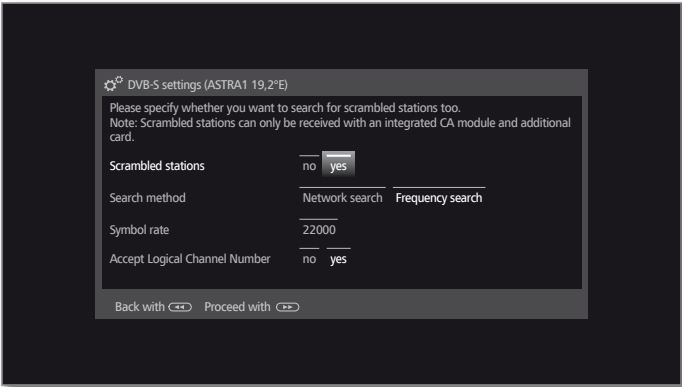 DVB-S settings (ASTRA1 19,2°E)
Please specify whether you want to search for scrambled stations too.
Note: Scrambled stations can only be received with an integrated CA module and additional
card.
Scrambled stations no yes
Search method Network search Frequency search
Symbol rate 22000
Accept Logical Channel Number no yes
Back with Proceed with